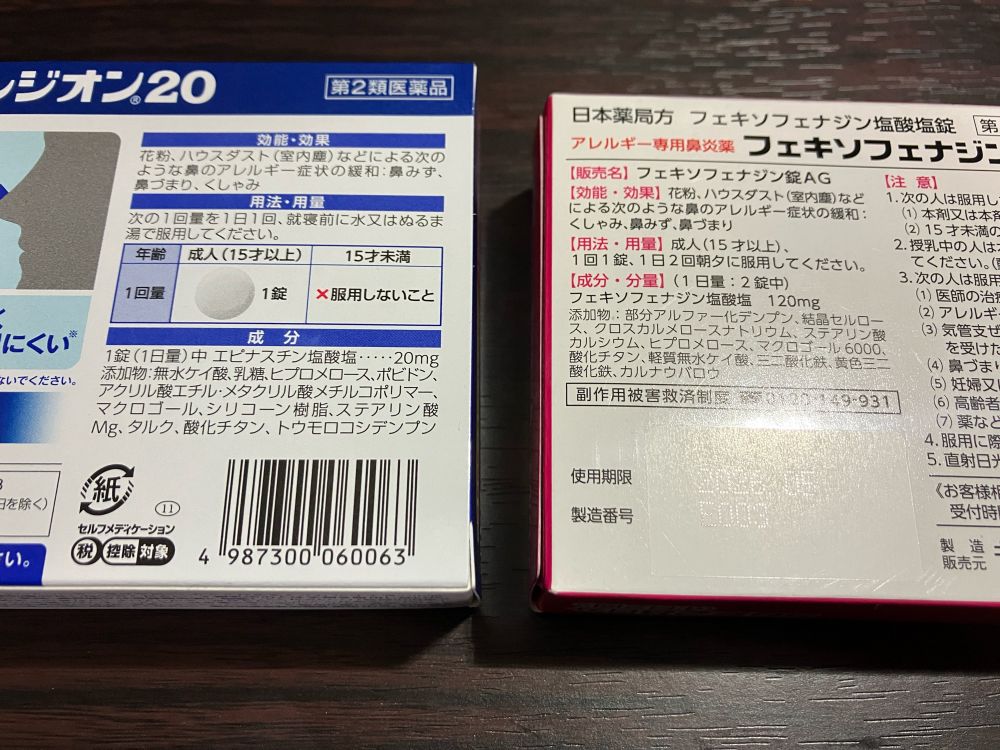 レジオン®20
第2類医薬品
効能・効果
花粉、ハウスダスト(室内塵)などによる次の
ような鼻のアレルギー症状の緩和:鼻みず、
鼻づまり、くしゃみ
用法・用量
次の1回量を1日1回、就寝前に水又はぬるま
湯で服用してください。
年齢 成人(15才以上) 15才未満
1回量 1錠 ×服用しないこと
成分
1錠(1日量)中 エピナスチン塩酸塩‥‥‥20mg
添加物:無水ケイ酸、乳糖、ヒプロメロース、ポビドン、
アクリル酸エチル・メタクリル酸メチルコポリマー、
マクロゴール、シリコーン樹脂、ステアリン酸
Mg、タルク、酸化チタン、トウモロコシデンプン
にくい※
ないでください。
日を除く)
さい。
紙
11
セルフメディケーション
税 控除 対象
4 987300 060063
日本薬局方 フェキソフェナジン塩酸塩錠
第
アレルギー専用鼻炎薬 フェキソフェナジン
【販売名】フェキソフェナジン錠AG
【効能・効果】花粉、ハウスダスト(室内塵)など
による次のような鼻のアレルギー症状の緩和:
くしゃみ、鼻みず、鼻づまり
【用法・用量】成人(15才以上)、
1回1錠、1日2回朝夕に服用してください。
【成分・分量】(1日量:2錠中)
フェキソフェナジン塩酸塩 120mg
添加物:部分アルファー化デンプン、結晶セルロー
ス、クロスカルメロースナトリウム、ステアリン酸
カルシウム、ヒプロメロース、マクロゴール6000、
酸化チタン、軽質無水ケイ酸、三二酸化鉄、黄色三二
酸化鉄、カルナウバロウ
副作用被害救済制度 ☎0120-149-931
使用期限
製造番号
【注意】
1.次の人は服用し
(1)本剤又は本剤
(2)15才未満の
2.授乳中の人は
てください。
3.次の人は服用
(1)医師の治療
(2)アレルギ
(3)気管支ぜ
を受けた
(4)鼻づまり
(5)妊婦又
(6)高齢者
(7)薬など
4.服用に際
5.直射日光
《お客様相
受付時間
製造
販売元